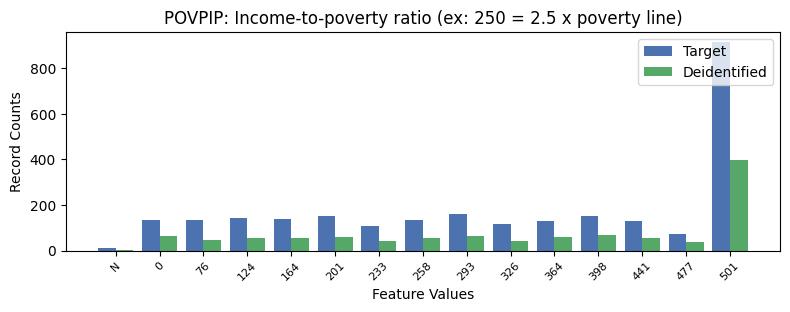 POVPIP: Income-to-poverty ratio (ex: 250 = 2.5 x poverty line)
Target
Deidentified
Record Counts
800
600
400
200
0
N 0 76 124 164 201 233 258 293 326 364 398 441 477 501
Feature Values